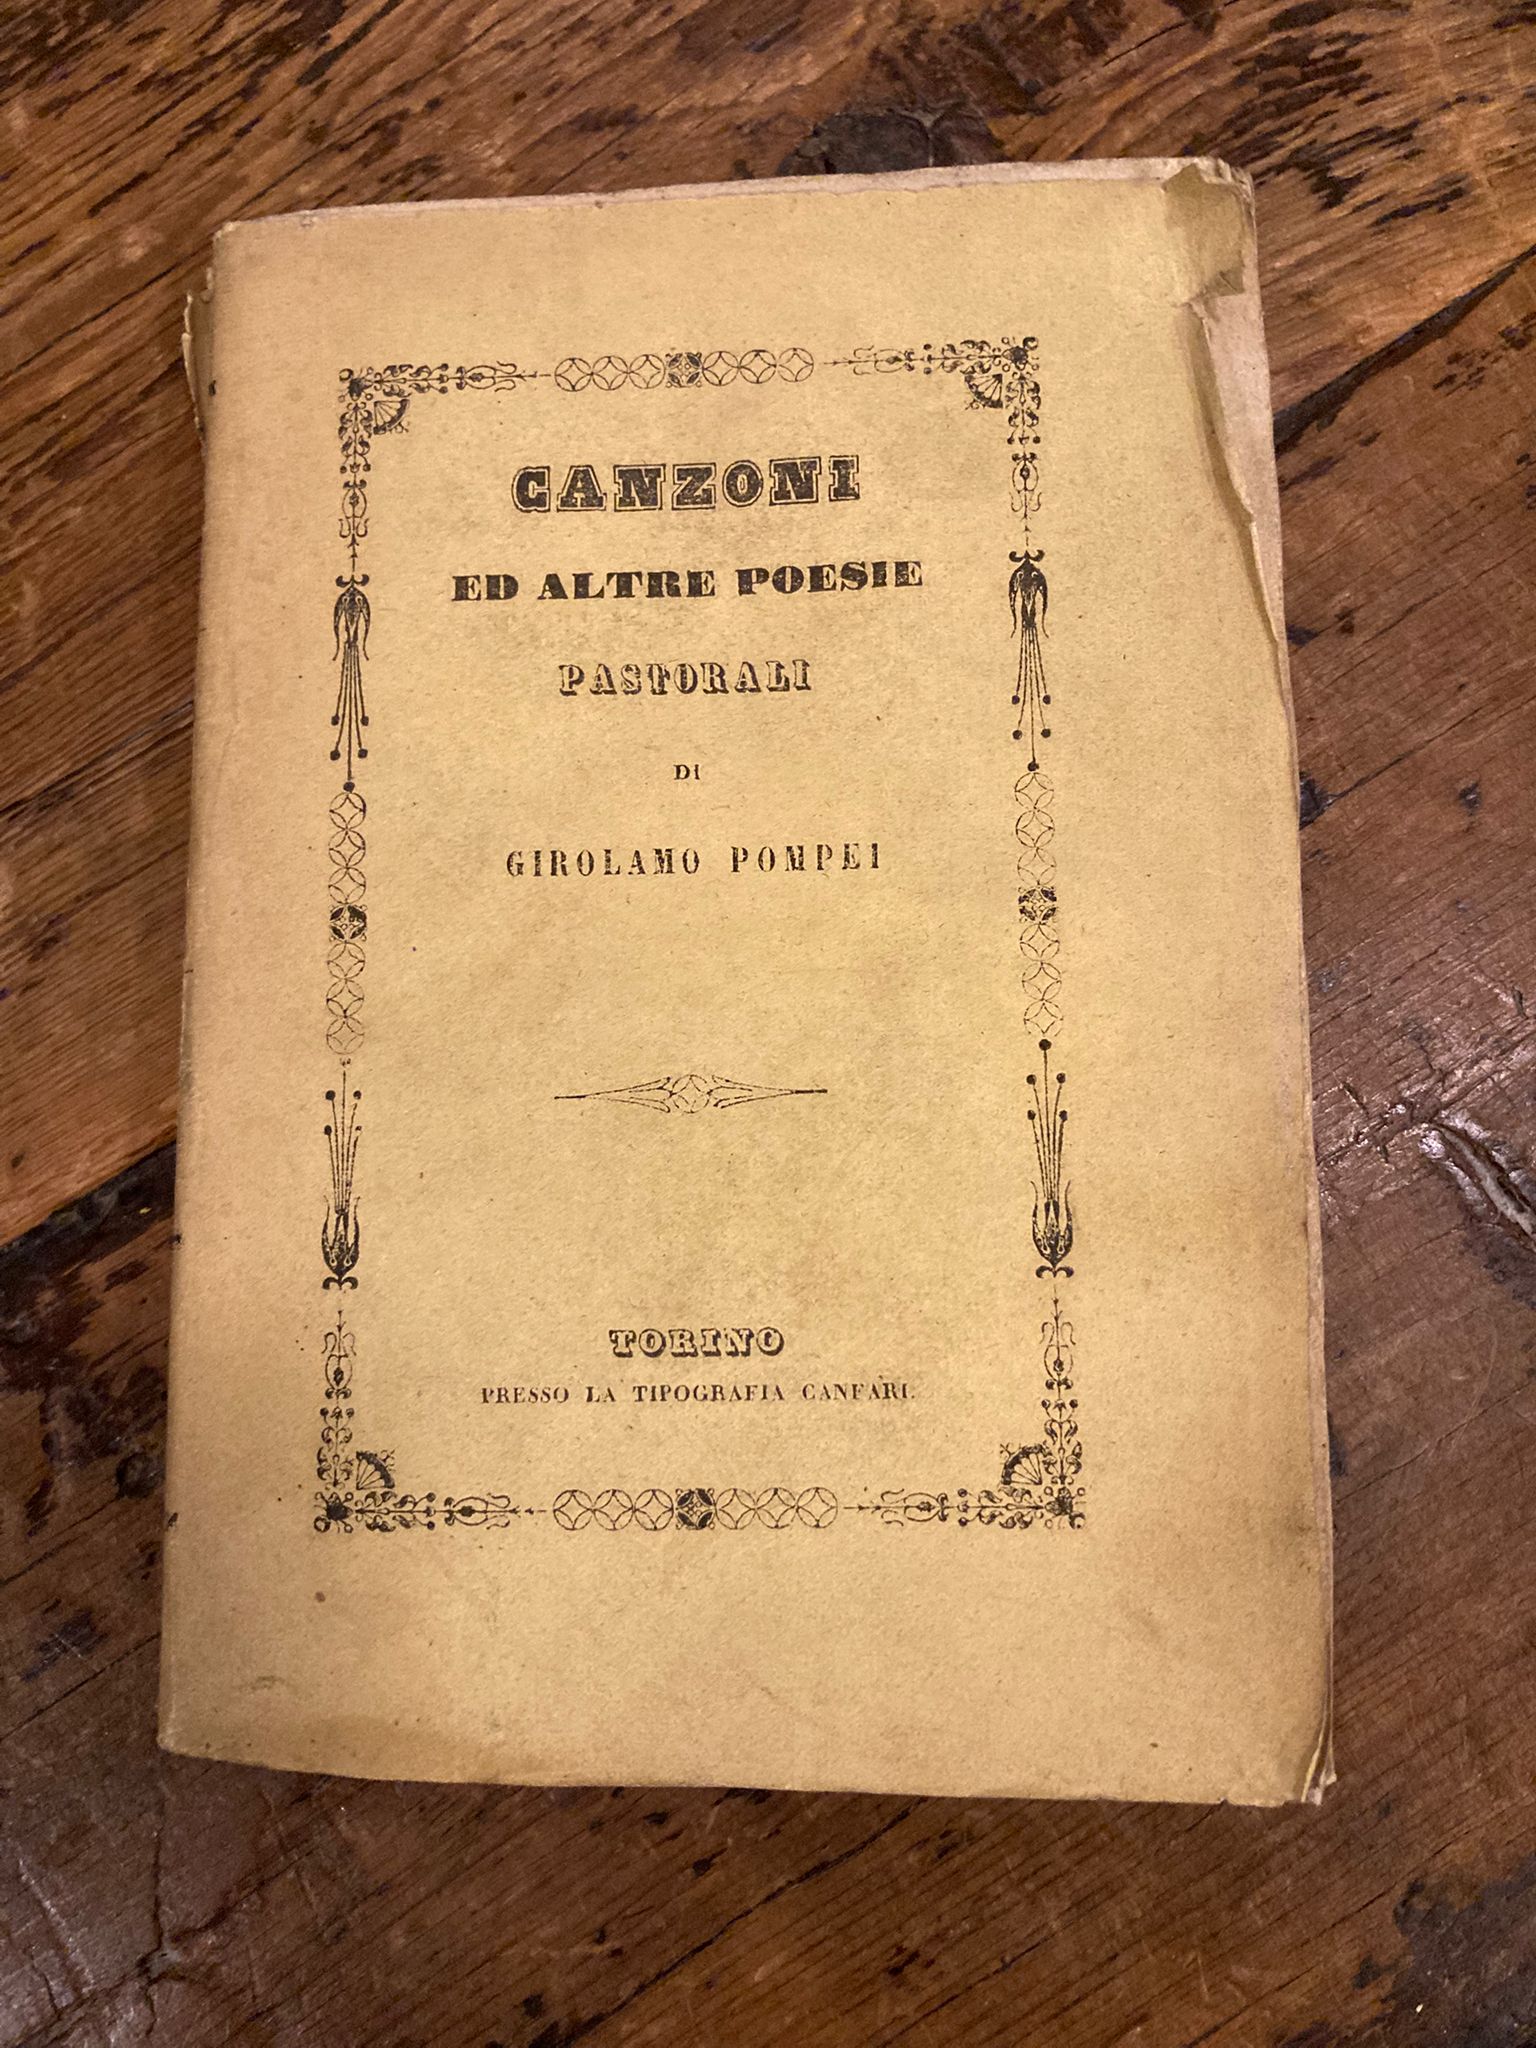 CANZONI
ED ALTRE POESIE
PASTORALI
DI
GIROLAMO POMPEI
TORINO
PRESSO LA TIPOGRAFIA CANFARI.